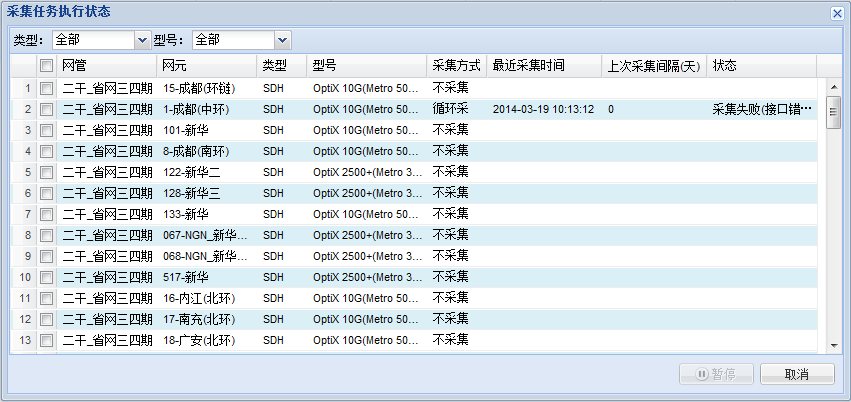 采集任务执行状态
类型： 全部 型号： 全部
网管 网元 类型 型号 采集方式 最近采集时间 上次采集间隔(天) 状态
1 二干_省网三四期 15-成都(环链) SDH OptiX 10G(Metro 50... 不采集
2 二干_省网三四期 1-成都(中环) SDH OptiX 10G(Metro 50... 循环采 2014-03-19 10:13:12 0 采集失败(接口错...
3 二干_省网三四期 101-新华 SDH OptiX 10G(Metro 50... 不采集
4 二干_省网三四期 8-成都(南环) SDH OptiX 10G(Metro 50... 不采集
5 二干_省网三四期 122-新华二 SDH OptiX 2500+(Metro 3... 不采集
6 二干_省网三四期 128-新华三 SDH OptiX 2500+(Metro 3... 不采集
7 二干_省网三四期 133-新华 SDH OptiX 10G(Metro 50... 不采集
8 二干_省网三四期 067-NGN_新华... SDH OptiX 2500+(Metro 3... 不采集
9 二干_省网三四期 068-NGN_新华... SDH OptiX 2500+(Metro 3... 不采集
10 二干_省网三四期 517-新华 SDH OptiX 2500+(Metro 3... 不采集
11 二干_省网三四期 16-内江(北环) SDH OptiX 10G(Metro 50... 不采集
12 二干_省网三四期 17-南充(北环) SDH OptiX 10G(Metro 50... 不采集
13 二干_省网三四期 18-广安(北环) SDH OptiX 10G(Metro 50... 不采集
暂停 取消